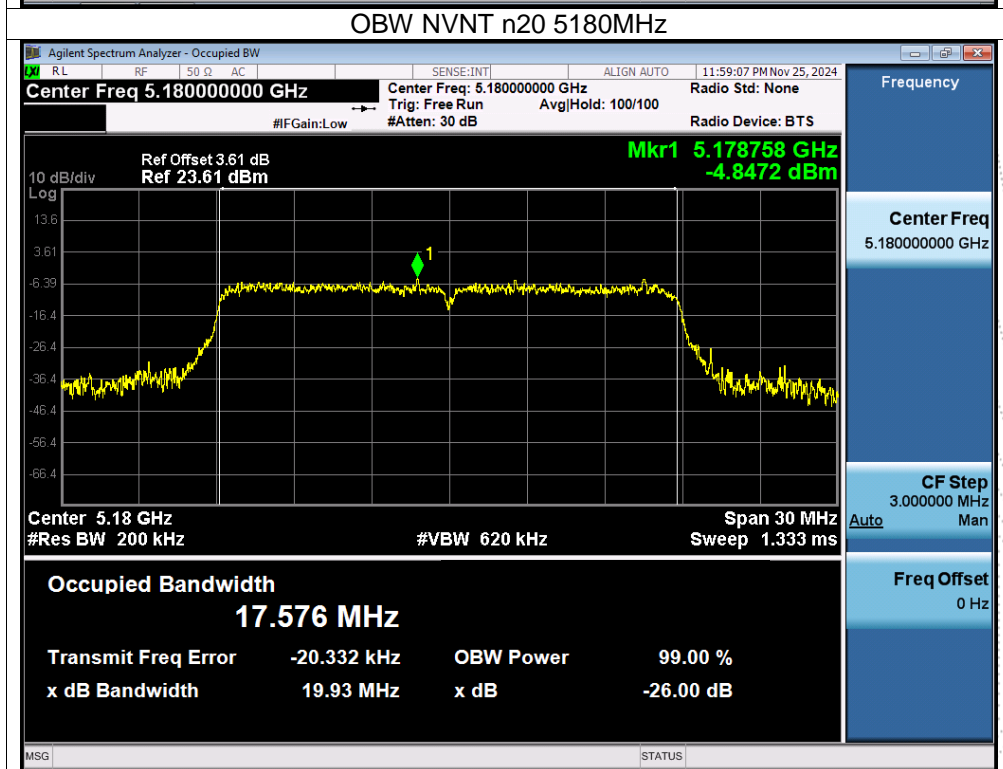 OBW NVNT n20 5180MHz
Agilent Spectrum Analyzer - Occupied BW
LXI RL RF 50 Ω AC SENSE:INT ALIGN AUTO 11:59:07 PM Nov 25, 2024
Center Freq 5.180000000 GHz
Center Freq: 5.180000000 GHz
Radio Std: None
Trig: Free Run Avg|Hold: 100/100
#IFGain:Low
#Atten: 30 dB
Radio Device: BTS
Ref Offset 3.61 dB
Mkr1 5.178758 GHz
10 dB/div Ref 23.61 dBm
-4.8472 dBm
Log
13.6
3.61
1
-6.39
-16.4
-26.4
-36.4
-46.4
-56.4
-66.4
Center 5.18 GHz
Span 30 MHz
#Res BW 200 kHz
#VBW 620 kHz
Sweep 1.333 ms
Occupied Bandwidth
17.576 MHz
Transmit Freq Error -20.332 kHz OBW Power 99.00 %
x dB Bandwidth 19.93 MHz x dB -26.00 dB
Frequency
Center Freq
5.180000000 GHz
CF Step
3.000000 MHz
Auto Man
Freq Offset
0 Hz
MSG
STATUS